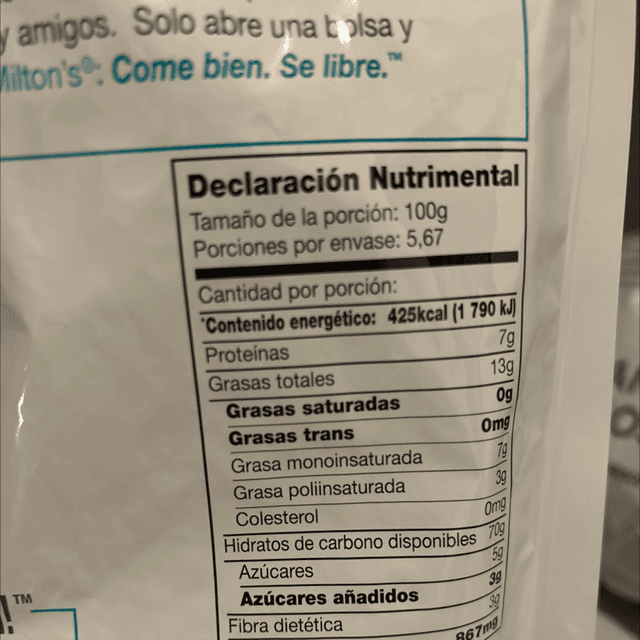 y amigos. Solo abre una bolsa y
Milton's®: Come bien. Se libre.™
Declaración Nutrimental
Tamaño de la porción: 100g
Porciones por envase: 5,67
Cantidad por porción:
*Contenido energético: 425kcal (1 790 kJ)
Proteínas 7g
Grasas totales 13g
Grasas saturadas 0g
Grasas trans 0mg
Grasa monoinsaturada 7g
Grasa poliinsaturada 3g
Colesterol 0mg
Hidratos de carbono disponibles 70g
Azúcares 5g
Azúcares añadidos 3g
Fibra dietética 3g
867mg
!™